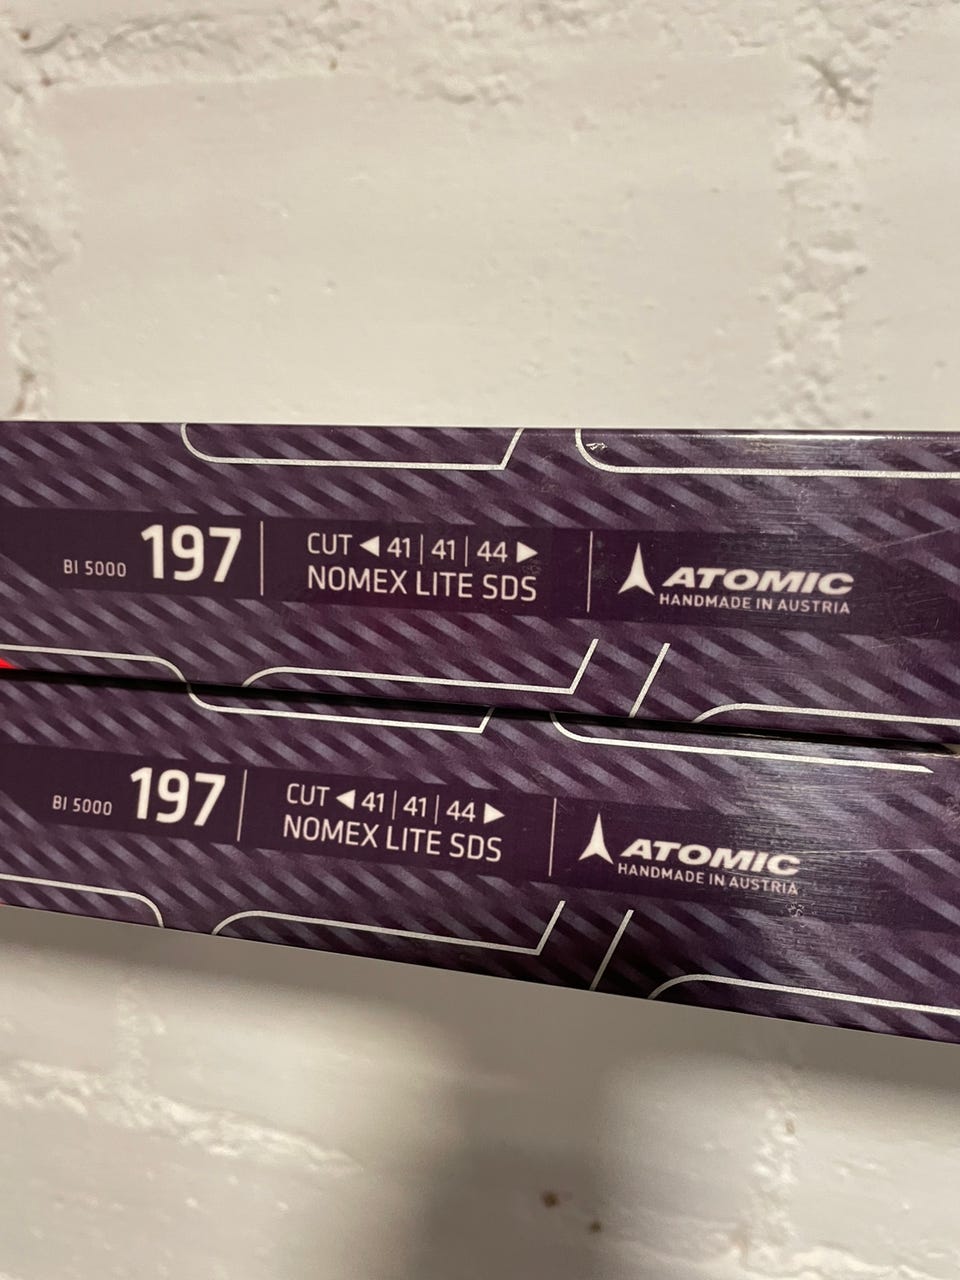 BI 5000 197
CUT ◀ 41 | 41 | 44 ▶
NOMEX LITE SDS
ATOMIC
HANDMADE IN AUSTRIA
BI 5000 197
CUT ◀ 41 | 41 | 44 ▶
NOMEX LITE SDS
ATOMIC
HANDMADE IN AUSTRIA